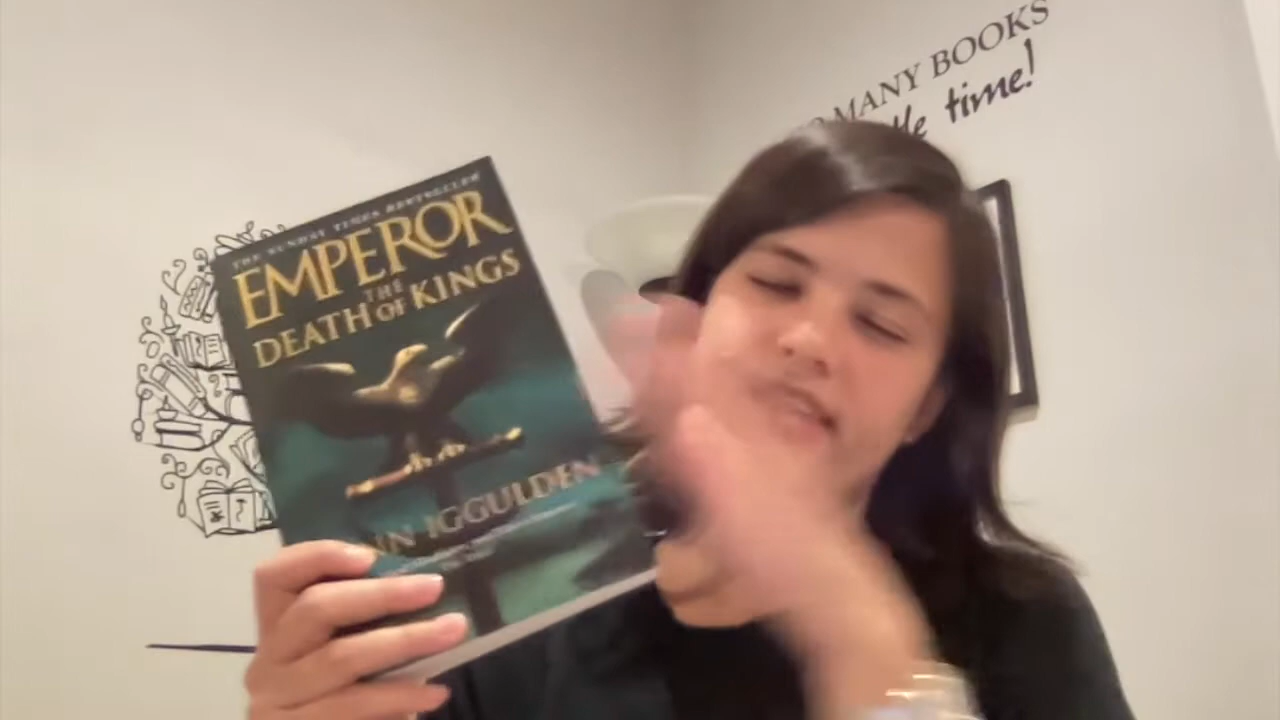 THE SUNDAY TIMES BESTSELLER
EMPEROR
THE
DEATH OF KINGS
IGGULDEN
MANY BOOKS
time!